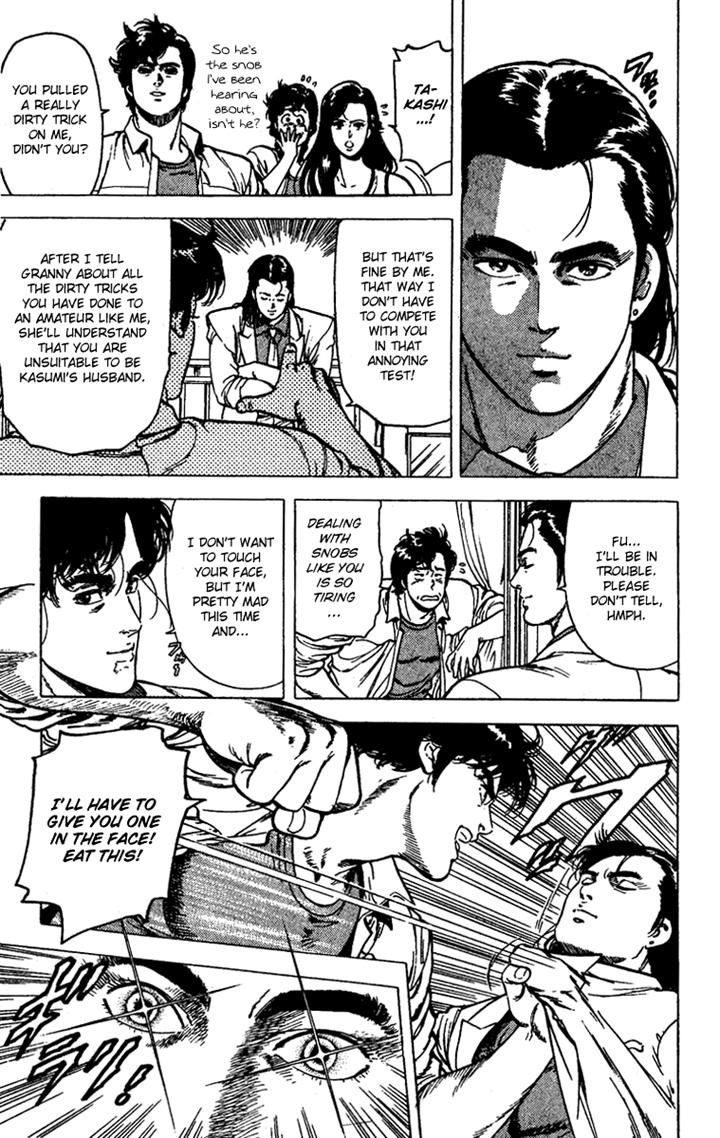 TA-
KASHI
...!
So he's
the snob
I've been
hearing
about,
isn't he?
YOU PULLED
A REALLY
DIRTY TRICK
ON ME,
DIDN'T YOU?
BUT THAT'S
FINE BY ME.
THAT WAY I
DON'T HAVE
TO COMPETE
WITH YOU
IN THAT
ANNOYING
TEST!
AFTER I TELL
GRANNY ABOUT ALL
THE DIRTY TRICKS
YOU HAVE DONE TO
AN AMATEUR LIKE ME,
SHE'LL UNDERSTAND
THAT YOU ARE
UNSUITABLE TO BE
KASUMI'S HUSBAND.
FU...
I'LL BE IN
TROUBLE.
PLEASE
DON'T TELL,
HMPH.
DEALING
WITH
SNOBS
LIKE YOU
IS SO
TIRING
...
I DON'T WANT
TO TOUCH
YOUR FACE,
BUT I'M
PRETTY MAD
THIS TIME
AND...
I'LL HAVE TO
GIVE YOU ONE
IN THE FACE!
EAT THIS!